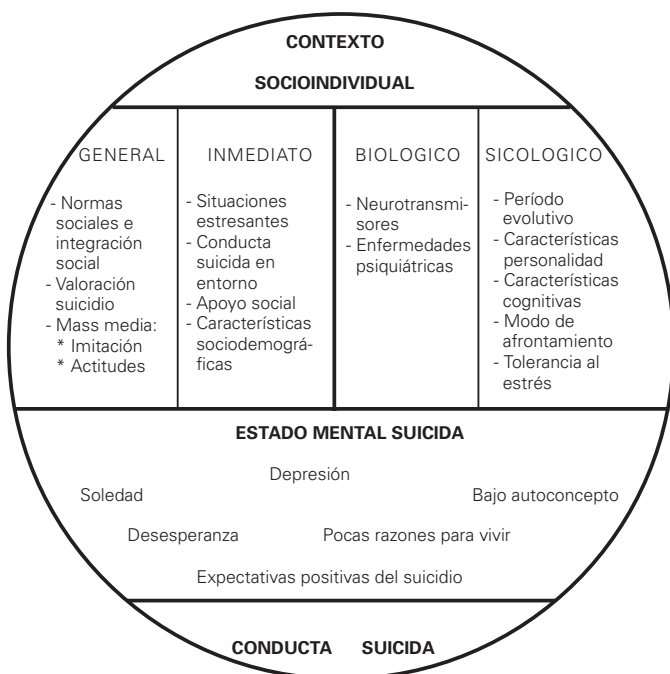 CONTEXTO
SOCIOINDIVIDUAL
GENERAL
- Normas
sociales e
integración
social
- Valoración
suicidio
- Mass media:
* Imitación
* Actitudes
INMEDIATO
- Situaciones
estresantes
- Conducta
suicida en
entorno
- Apoyo social
- Características
sociodemográ-
ficas
BIOLOGICO
- Neurotransmi-
sores
- Enfermedades
psiquiátricas
SICOLOGICO
- Período
evolutivo
- Características
personalidad
- Características
cognitivas
- Modo de
afrontamiento
- Tolerancia al
estrés
ESTADO MENTAL SUICIDA
Depresión
Soledad
Bajo autoconcepto
Desesperanza
Pocas razones para vivir
Expectativas positivas del suicidio
CONDUCTA SUICIDA